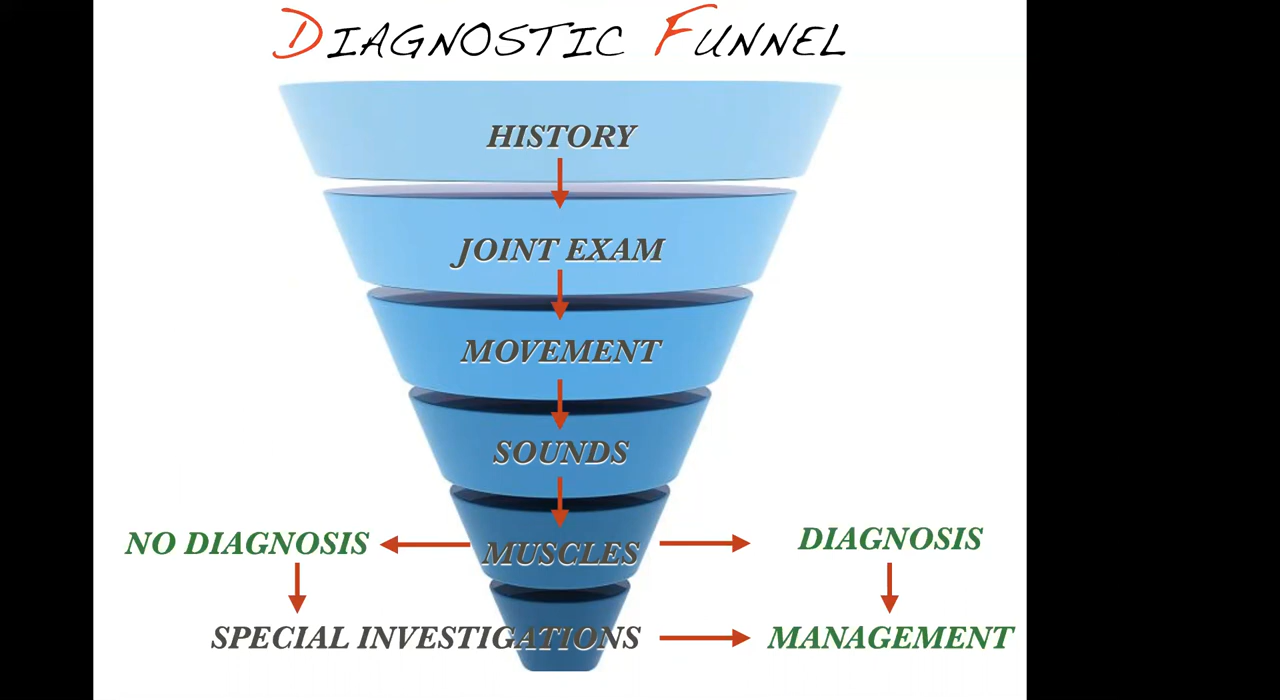 DIAGNOSTIC FUNNEL
HISTORY
JOINT EXAM
MOVEMENT
SOUNDS
MUSCLES
NO DIAGNOSIS
DIAGNOSIS
SPECIAL INVESTIGATIONS
MANAGEMENT